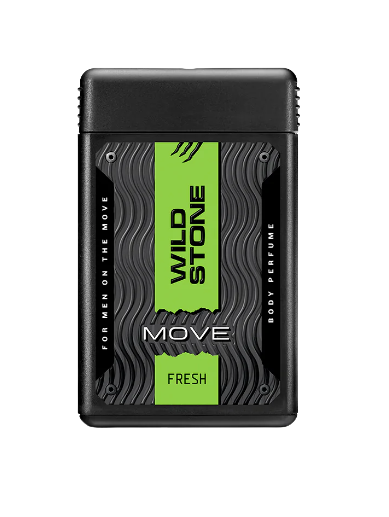 WILD
STONE
MOVE
FRESH
FOR MEN ON THE MOVE
BODY PERFUME